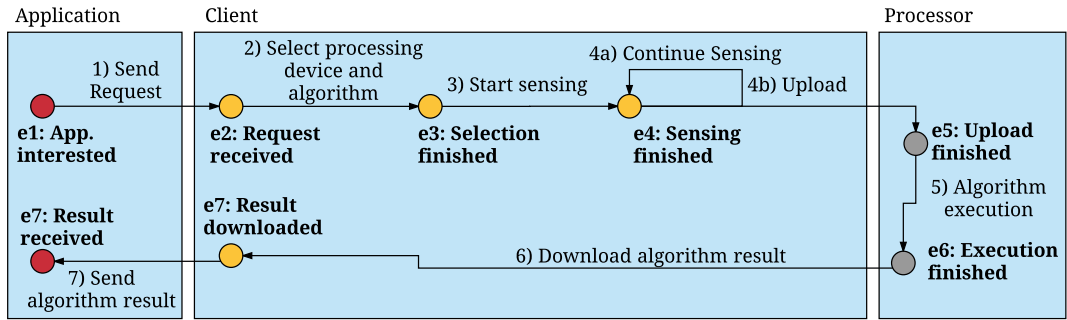 Application
Client
Processor
1) Send
Request
2) Select processing
device and
algorithm
3) Start sensing
4a) Continue Sensing
4b) Upload
e1: App.
interested
e2: Request
received
e3: Selection
finished
e4: Sensing
finished
e5: Upload
finished
5) Algorithm
execution
e7: Result
received
e7: Result
downloaded
6) Download algorithm result
e6: Execution
finished
7) Send
algorithm result